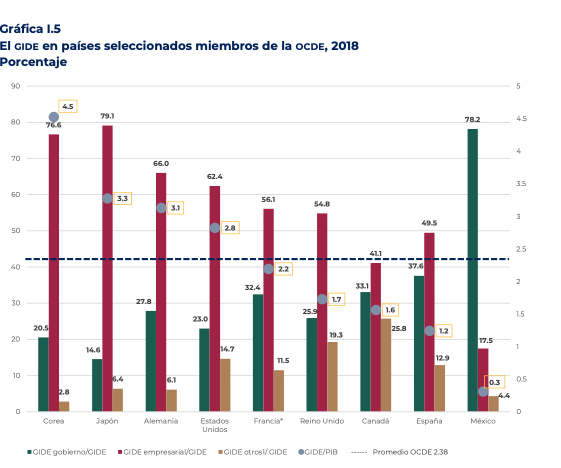 Gráfica I.5
El GIDE en países seleccionados miembros de la OCDE, 2018
Porcentaje
90 5
80 4.5
70 4
60 3.5
50 3
40 2.5
30 2
20 1.5
10 1
0 0.5
0
20.5 76.6 2.8 4.5
14.6 79.1 6.4 3.3
27.8 66.0 6.1 3.1
23.0 62.4 14.7 2.8
32.4 56.1 11.5 2.2
25.9 54.8 19.3 1.7
33.1 41.1 25.8 1.6
37.6 49.5 12.9 1.2
78.2 17.5 4.4 0.3
Corea Japón Alemania Estados Francia* Reino Unido Canadá España México
Unidos
GIDE gobierno/GIDE GIDE empresarial/GIDE GIDE otros1/ GIDE GIDE/PIB ------ Promedio OCDE 2.38